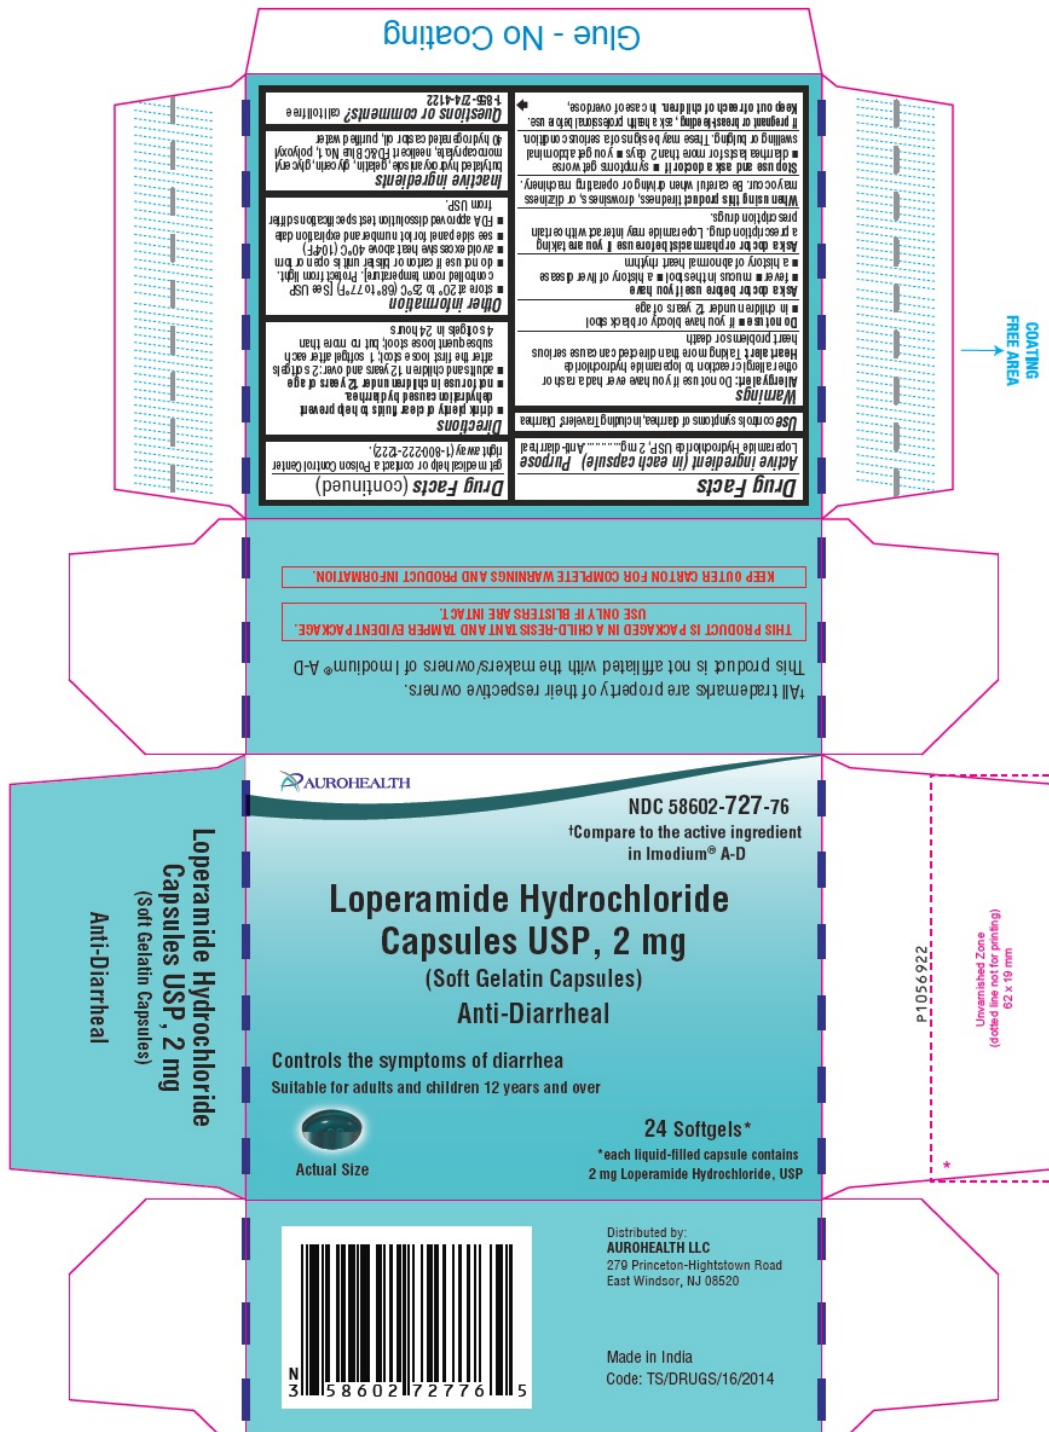 Glue - No Coating
Drug Facts
Active ingredient (in each capsule) Purpose
Loperamide Hydrochloride USP, 2 mg..........Anti-diarrheal
Use controls symptoms of diarrhea, including Travelers' Diarrhea
Warnings
Allergy alert: Do not use if you have ever had a rash or
other allergic reaction to loperamide hydrochloride
Heart alert: Taking more than directed can cause serious
heart problems or death
Do not use ■ if you have bloody or black stool
■ in children under 12 years of age
Ask a doctor before use if you have
■ fever ■ mucus in the stool ■ a history of liver disease
■ a history of abnormal heart rhythm
Ask a doctor or pharmacist before use if you are taking
a prescription drug. Loperamide may interact with certain
prescription drugs.
When using this product tiredness, drowsiness, or dizziness
may occur. Be careful when driving or operating machinery.
Stop use and ask a doctor if ■ symptoms get worse
■ diarrhea lasts for more than 2 days ■ you get abdominal
swelling or bulging. These may be signs of a serious condition.
If pregnant or breast-feeding, ask a health professional before use.
Keep out of reach of children. In case of overdose,
Drug Facts (continued)
get medical help or contact a Poison Control Center
right away (1-800-222-1222).
Directions
■ drink plenty of clear fluids to help prevent
dehydration caused by diarrhea.
■ not for use in children under 12 years of age
■ adults and children 12 years and over: 2 softgels
after the first loose stool; 1 softgel after each
subsequent loose stool; but no more than
4 softgels in 24 hours
Other information
■ store at 20° to 25°C (68° to 77°F) [See USP
controlled room temperature]. Protect from light.
■ do not use if carton or blister unit is open or torn
■ avoid excessive heat above 40°C (104°F)
■ see side panel for lot number and expiration date
■ FDA approved dissolution test specifications differ
from USP.
Inactive ingredients
butylated hydroxyanisole, gelatin, glycerin, glyceryl
monocaprylate, neelicert FD&C Blue No 1, polyoxyl
40 hydrogenated castor oil, purified water
Questions or comments? call toll free
1-855-274-4122
COATING
FREE AREA
KEEP OUTER CARTON FOR COMPLETE WARNINGS AND PRODUCT INFORMATION.
THIS PRODUCT IS PACKAGED IN A CHILD-RESISTANT AND TAMPER EVIDENT PACKAGE.
USE ONLY IF BLISTERS ARE INTACT.
†All trademarks are property of their respective owners.
This product is not affiliated with the makers/owners of Imodium® A-D
AUROHEALTH
NDC 58602-727-76
†Compare to the active ingredient
in Imodium® A-D
Loperamide Hydrochloride
Capsules USP, 2 mg
(Soft Gelatin Capsules)
Anti-Diarrheal
Controls the symptoms of diarrhea
Suitable for adults and children 12 years and over
Actual Size
24 Softgels*
*each liquid-filled capsule contains
2 mg Loperamide Hydrochloride, USP
Loperamide Hydrochloride
Capsules USP, 2 mg
(Soft Gelatin Capsules)
Anti-Diarrheal
P1056922
Unvarnished Zone
(dotted line not for printing)
62 x 19 mm
*
N
3 58602 72776 5
Distributed by:
AUROHEALTH LLC
279 Princeton-Hightstown Road
East Windsor, NJ 08520
Made in India
Code: TS/DRUGS/16/2014